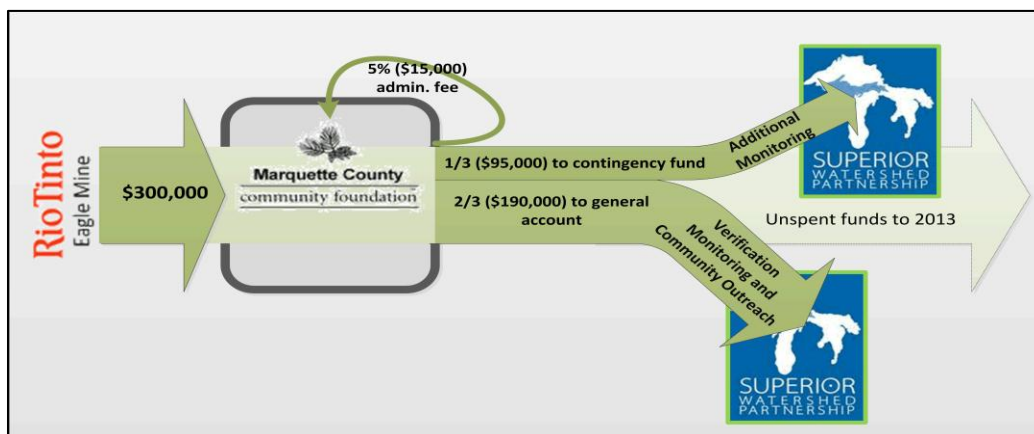 RioTinto
Eagle Mine
$300,000
5% ($15,000)
admin. fee
Marquette County
community foundation
1/3 ($95,000) to contingency fund
2/3 ($190,000) to general
account
Additional
Monitoring
SUPERIOR
WATERSHED
PARTNERSHIP
Unspent funds to 2013
Verification
Monitoring and
Community Outreach
SUPERIOR
WATERSHED
PARTNERSHIP